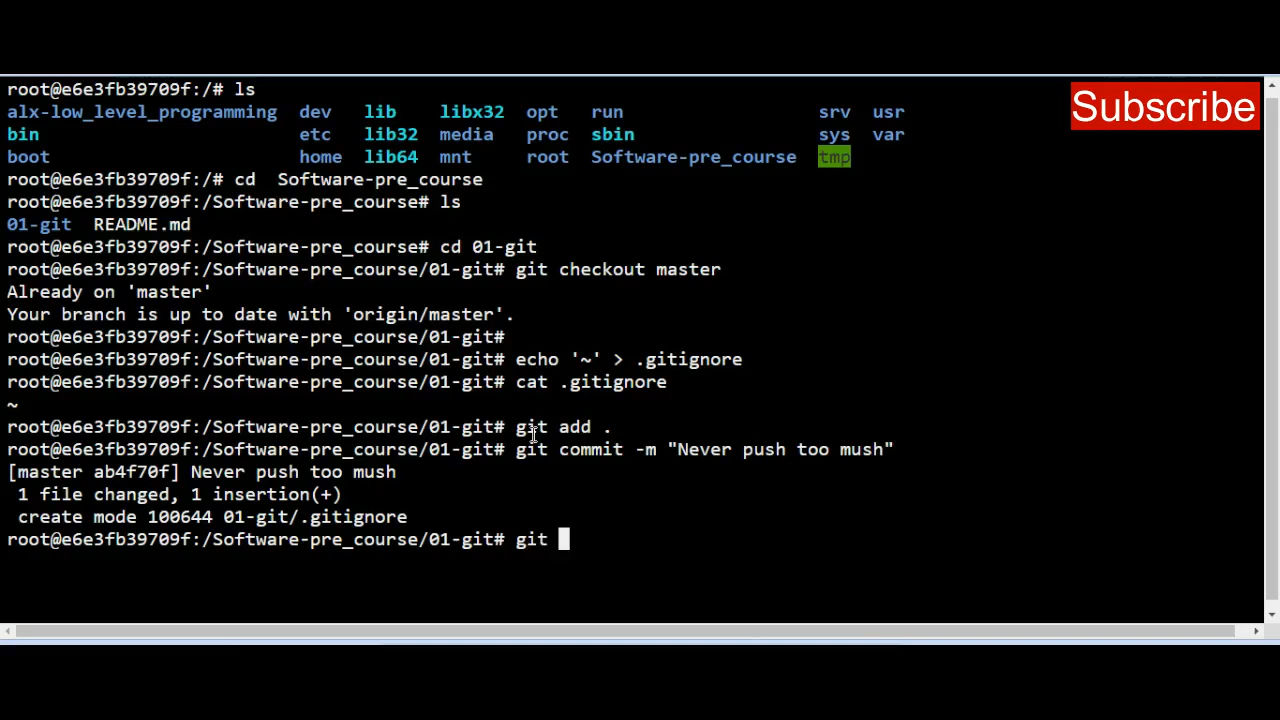 root@e6e3fb39709f:/# ls
Subscribe
alx-low_level_programming dev lib libx32 opt run srv usr
bin etc lib32 media proc sbin sys var
boot home lib64 mnt root Software-pre_course tmp
root@e6e3fb39709f:/# cd  Software-pre_course
root@e6e3fb39709f:/Software-pre_course# ls
01-git README.md
root@e6e3fb39709f:/Software-pre_course# cd 01-git
root@e6e3fb39709f:/Software-pre_course/01-git# git checkout master
Already on 'master'
Your branch is up to date with 'origin/master'.
root@e6e3fb39709f:/Software-pre_course/01-git#
root@e6e3fb39709f:/Software-pre_course/01-git# echo '~' > .gitignore
root@e6e3fb39709f:/Software-pre_course/01-git# cat .gitignore
~
root@e6e3fb39709f:/Software-pre_course/01-git# git add .
root@e6e3fb39709f:/Software-pre_course/01-git# git commit -m "Never push too mush"
[master ab4f70f] Never push too mush
1 file changed, 1 insertion(+)
create mode 100644 01-git/.gitignore
root@e6e3fb39709f:/Software-pre_course/01-git# git